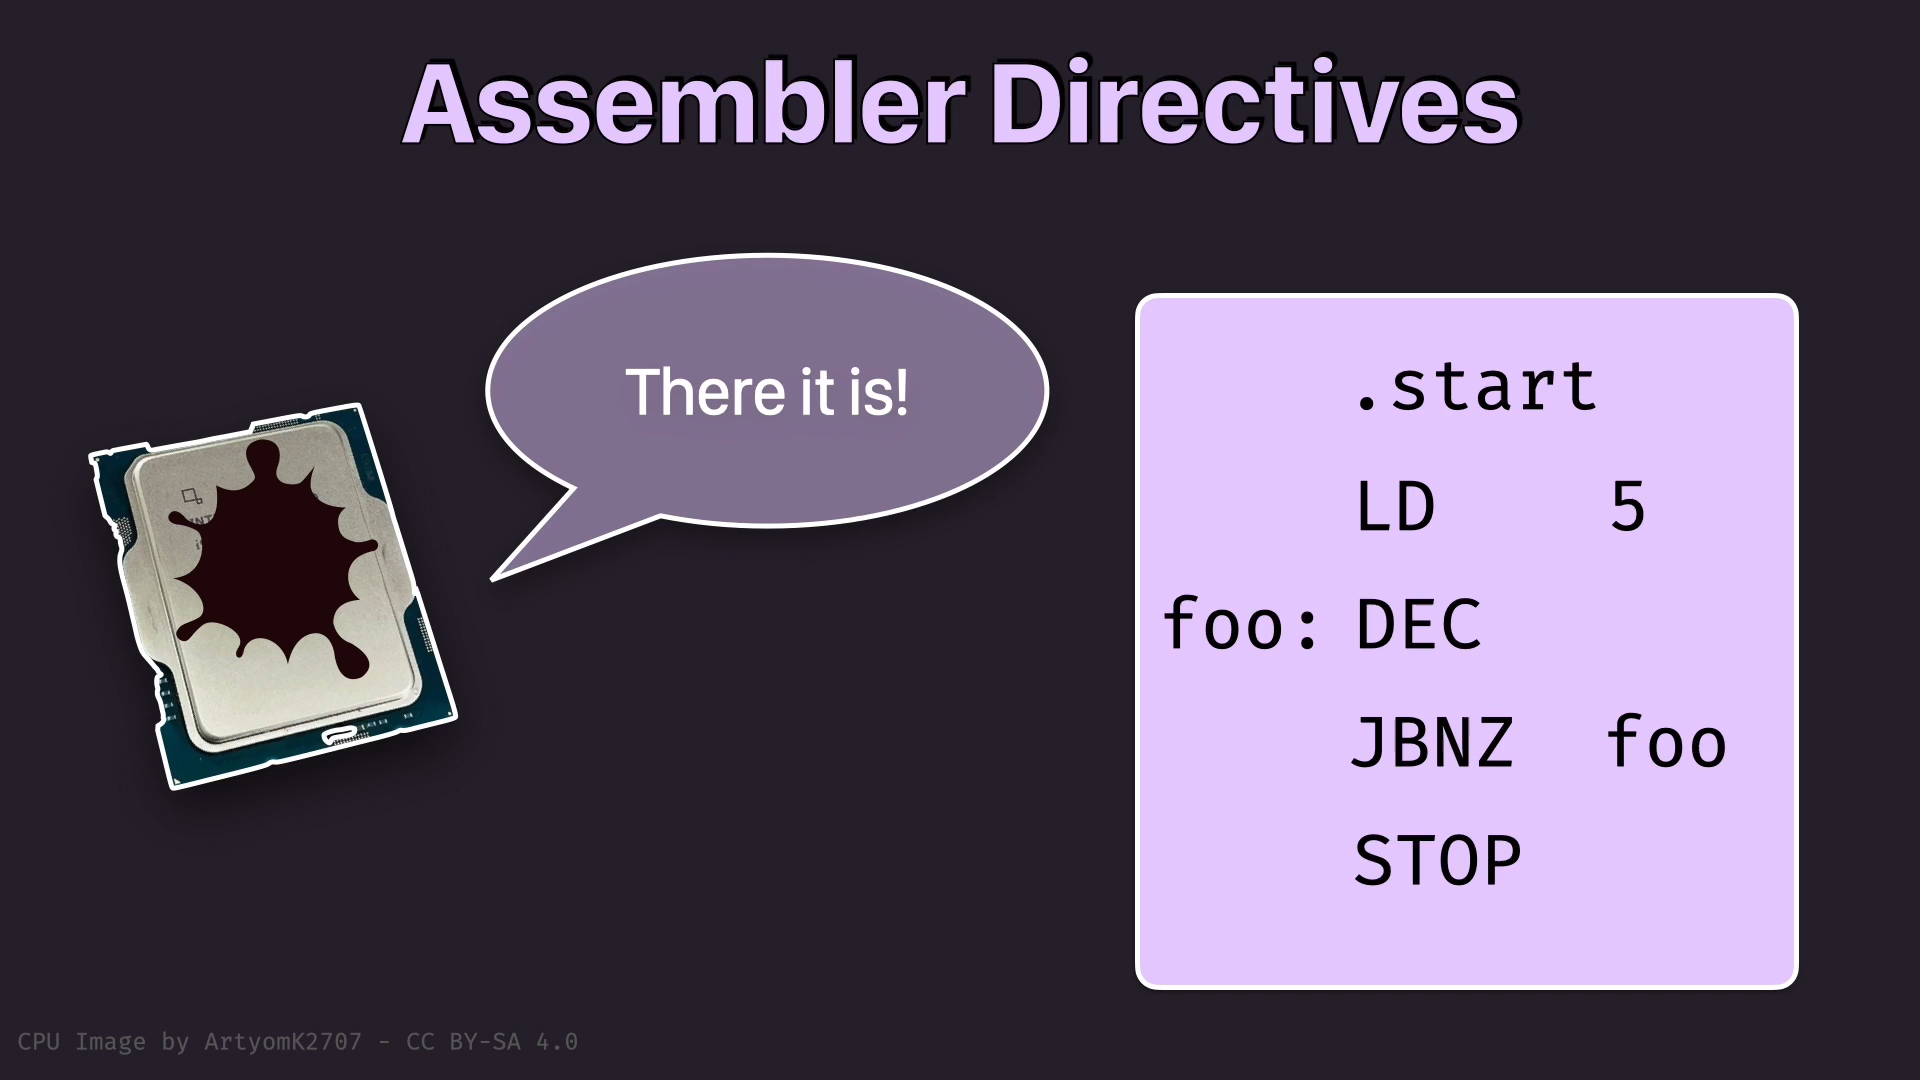 Assembler Directives
There it is!
.start
LD 5
foo: DEC
JBNZ foo
STOP
CPU Image by ArtyomK2707 - CC BY-SA 4.0